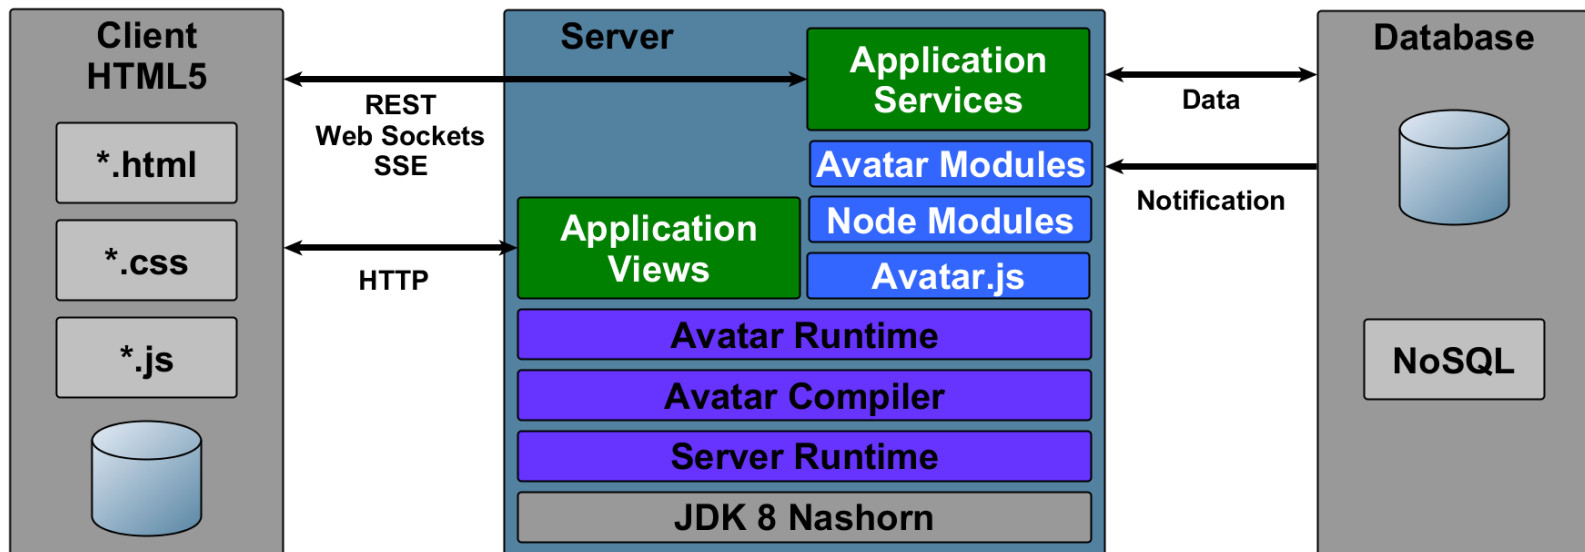 Client
HTML5
*.html
*.css
*.js
REST
Web Sockets
SSE
HTTP
Server
Application
Services
Avatar Modules
Node Modules
Avatar.js
Application
Views
Avatar Runtime
Avatar Compiler
Server Runtime
JDK 8 Nashorn
Data
Notification
Database
NoSQL